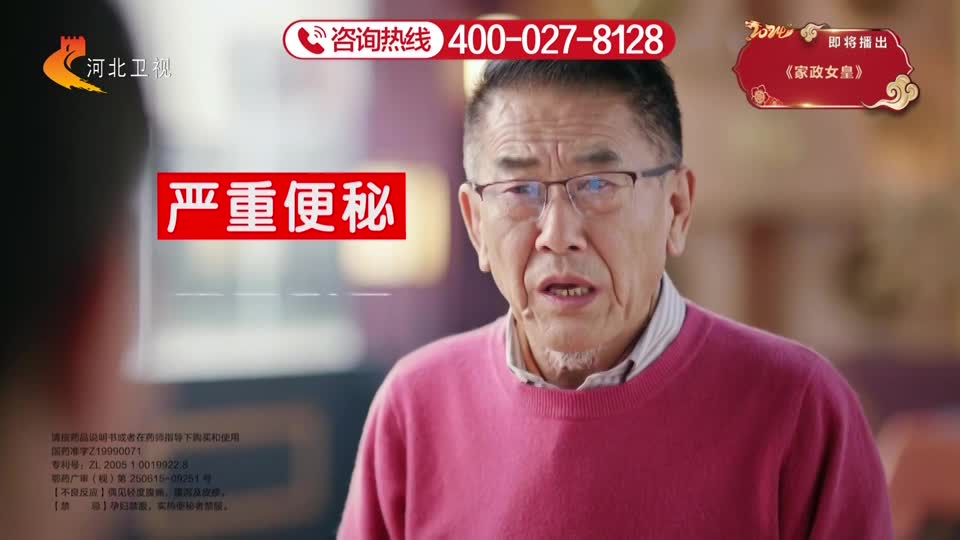 咨询热线 400-027-8128
河北卫视
2024
即将播出
《家政女皇》
严重便秘
请按药品说明书或者在药师指导下购买和使用
国药准字Z19990071
专利号：ZL 2005 1 0019922.8
鄂药广审（视）第 250615-09251 号
【不良反应】偶见轻度腹痛、腹泻及皮疹。
【禁　　忌】孕妇禁服，实热便秘者禁服。